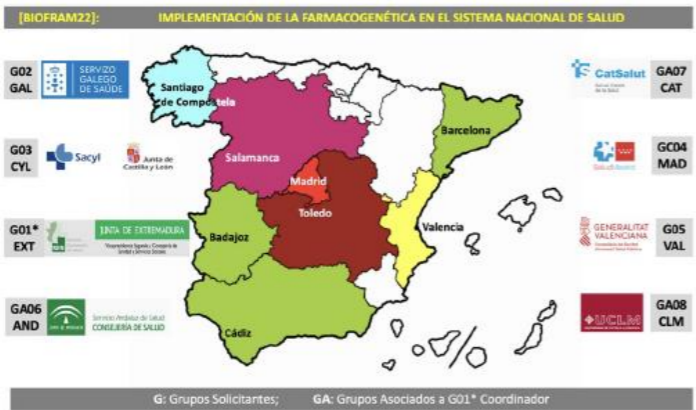 [BIOFRAM22]: IMPLEMENTACIÓN DE LA FARMACOGENÉTICA EN EL SISTEMA NACIONAL DE SALUD
G02
GAL
SERVIZO
GALEGO
DE SAÚDE
Santiago
de Compostela
CatSalut
GA07
CAT
Barcelona
G03
CYL
Sacyl
Junta de
Castilla y León
Salamanca
GC04
MAD
Madrid
Toledo
G01*
EXT
JUNTA DE EXTREMADURA
Badajoz
Valencia
GENERALITAT
VALENCIANA
G05
VAL
GA06
AND
Servicio Andaluz de Salud
CONSEJERÍA DE SALUD
Cádiz
UCLM
GA08
CLM
G: Grupos Solicitantes; GA: Grupos Asociados a G01* Coordinador